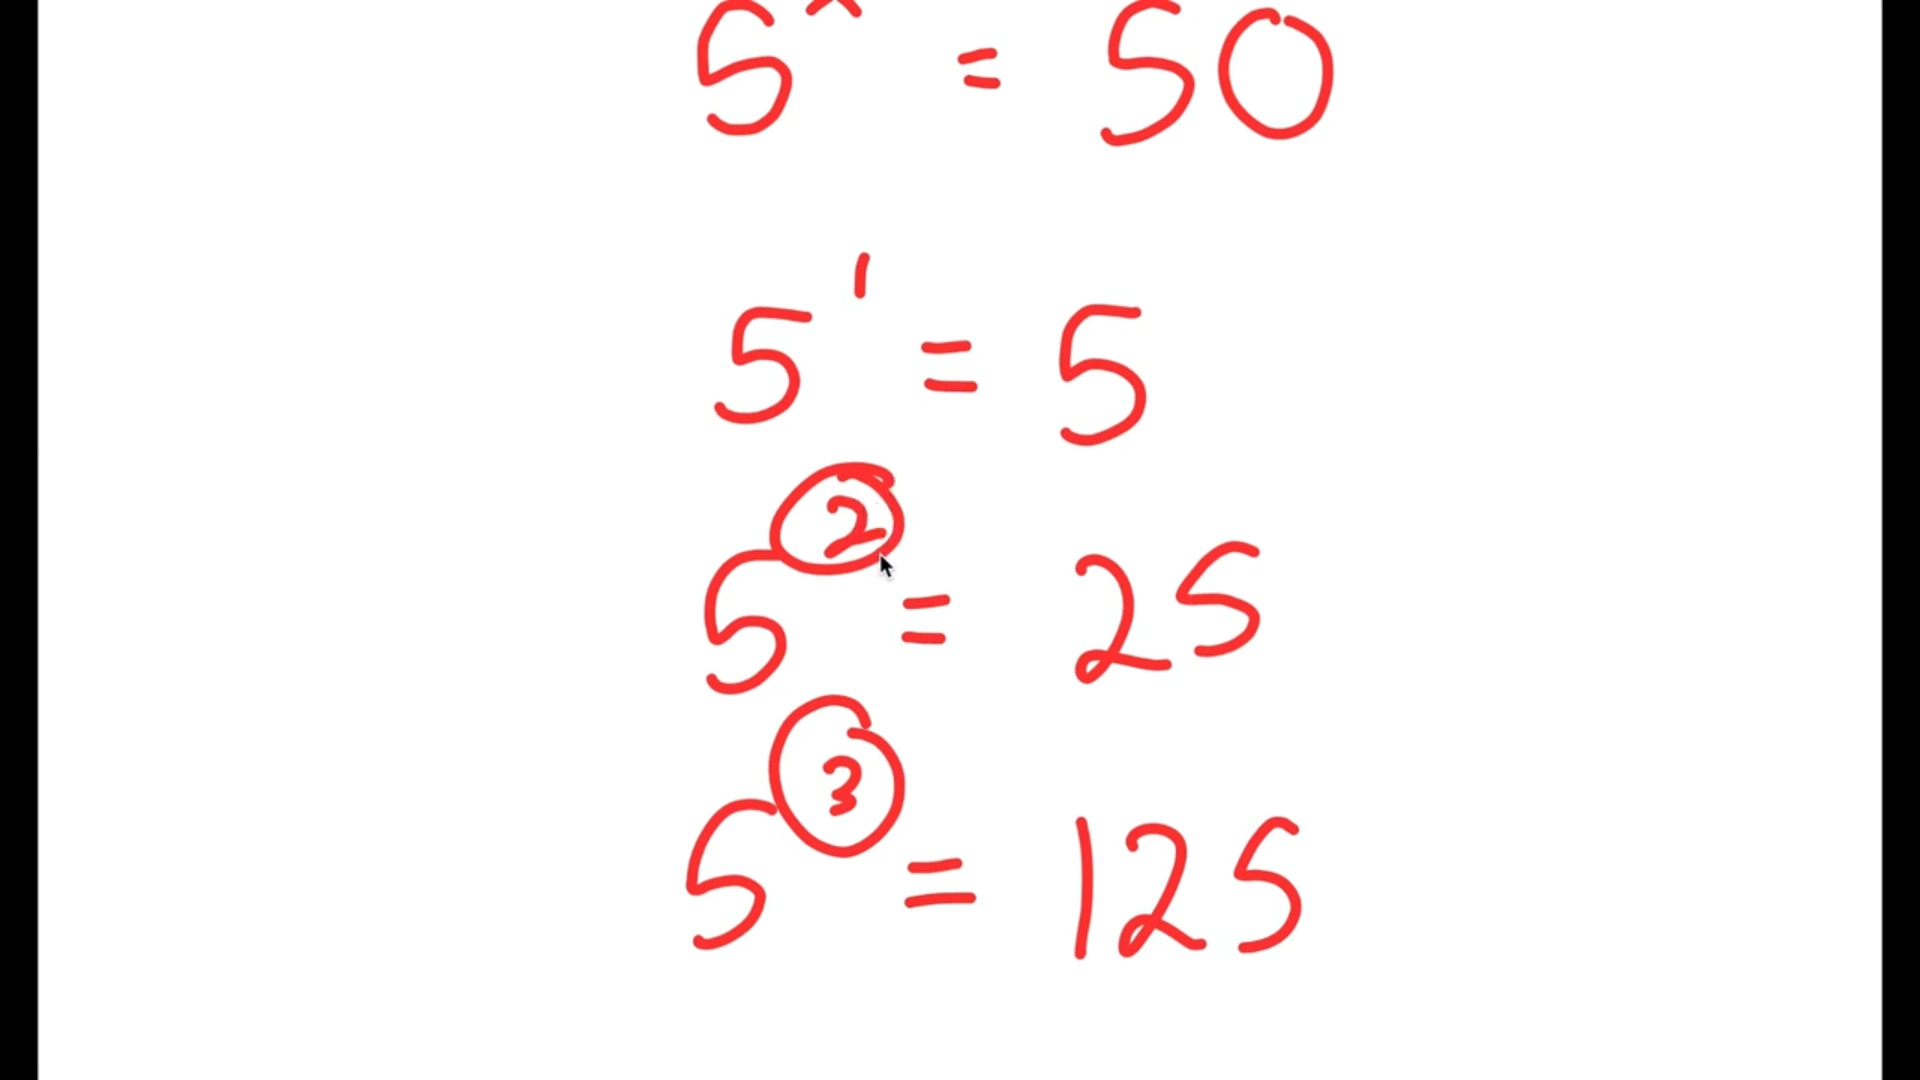 5^x = 50
5^1 = 5
5^2 = 25
5^3 = 125